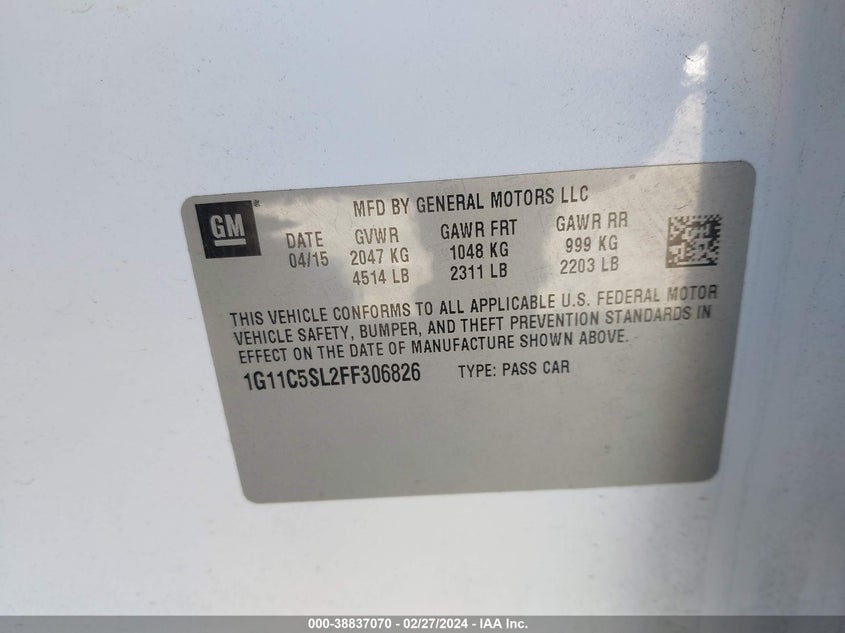 GM
MFD BY GENERAL MOTORS LLC
DATE GVWR GAWR FRT GAWR RR
04/15 2047 KG 1048 KG 999 KG
4514 LB 2311 LB 2203 LB
THIS VEHICLE CONFORMS TO ALL APPLICABLE U.S. FEDERAL MOTOR
VEHICLE SAFETY, BUMPER, AND THEFT PREVENTION STANDARDS IN
EFFECT ON THE DATE OF MANUFACTURE SHOWN ABOVE.
1G11C5SL2FF306826 TYPE: PASS CAR
000-38837070 - 02/27/2024 - IAA Inc.